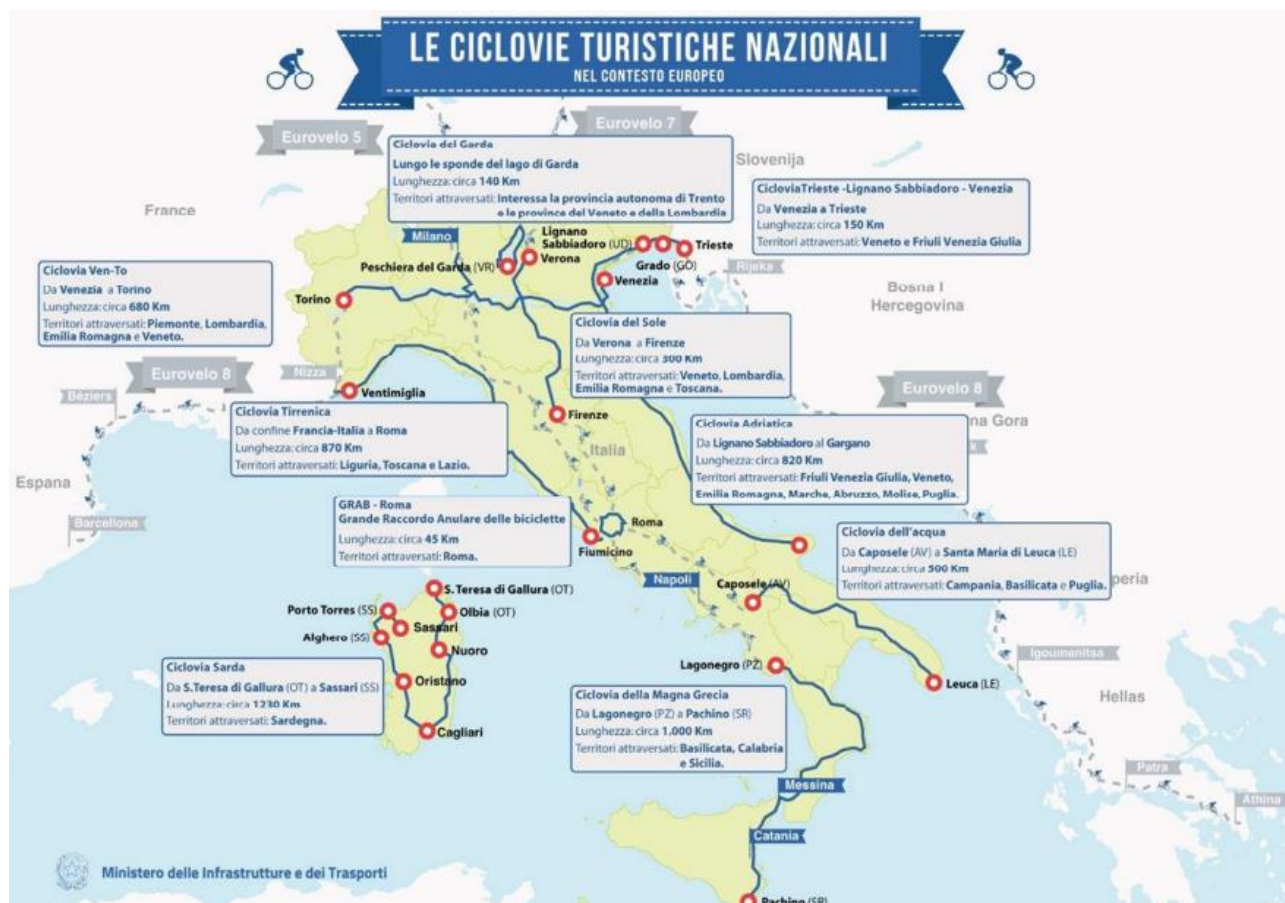 LE CICLOVIE TURISTICHE NAZIONALI
NEL CONTESTO EUROPEO
Eurovelo 5
Eurovelo 7
Ciclovia del Garda
Lungo le sponde del lago di Garda
Lunghezza: circa 140 Km
Territori attraversati: Interessa la provincia autonoma di Trento
e le province del Veneto e della Lombardia
Slovenija
CicloviaTrieste -Lignano Sabbiadoro - Venezia
Da Venezia a Trieste
Lunghezza: circa 150 Km
Territori attraversati: Veneto e Friuli Venezia Giulia
France
Milano
Lignano
Sabbiadoro (UD)
Trieste
Grado (GO)
Peschiera del Garda (VR)
Verona
Venezia
Rijeka
Bosna I
Hercegovina
Ciclovia Ven-To
Da Venezia a Torino
Lunghezza: circa 680 Km
Territori attraversati: Piemonte, Lombardia,
Emilia Romagna e Veneto.
Torino
Ciclovia del Sole
Da Verona a Firenze
Lunghezza: circa 300 Km
Territori attraversati: Veneto, Lombardia,
Emilia Romagna e Toscana.
Eurovelo 8
Nizza
Eurovelo 8
Béziers
Ventimiglia
Firenze
na Gora
Ciclovia Tirrenica
Da confine Francia-Italia a Roma
Lunghezza: circa 870 Km
Territori attraversati: Liguria, Toscana e Lazio.
Italia
Ciclovia Adriatica
Da Lignano Sabbiadoro al Gargano
Lunghezza: circa 820 Km
Territori attraversati: Friuli Venezia Giulia, Veneto,
Emilia Romagna, Marche, Abruzzo, Molise, Puglia.
Espana
Barcellona
GRAB - Roma
Grande Raccordo Anulare delle biciclette
Lunghezza: circa 45 Km
Territori attraversati: Roma.
Roma
Fiumicino
Ciclovia dell'acqua
Da Caposele (AV) a Santa Maria di Leuca (LE)
Lunghezza: circa 500 Km
Territori attraversati: Campania, Basilicata e Puglia.
peria
Napoli
Caposele (AV)
S. Teresa di Gallura (OT)
Porto Torres (SS)
Olbia (OT)
Sassari
Alghero (SS)
Nuoro
Oristano
Cagliari
Lagonegro (PZ)
Leuca (LE)
Igoumenitsa
Hellas
Ciclovia Sarda
Da S.Teresa di Gallura (OT) a Sassari (SS)
Lunghezza: circa 1230 Km
Territori attraversati: Sardegna.
Ciclovia della Magna Grecia
Da Lagonegro (PZ) a Pachino (SR)
Lunghezza: circa 1.000 Km
Territori attraversati: Basilicata, Calabria
e Sicilia.
Messina
Patra
Athina
Catania
Ministero delle Infrastrutture e dei Trasporti
Pachino (SR)